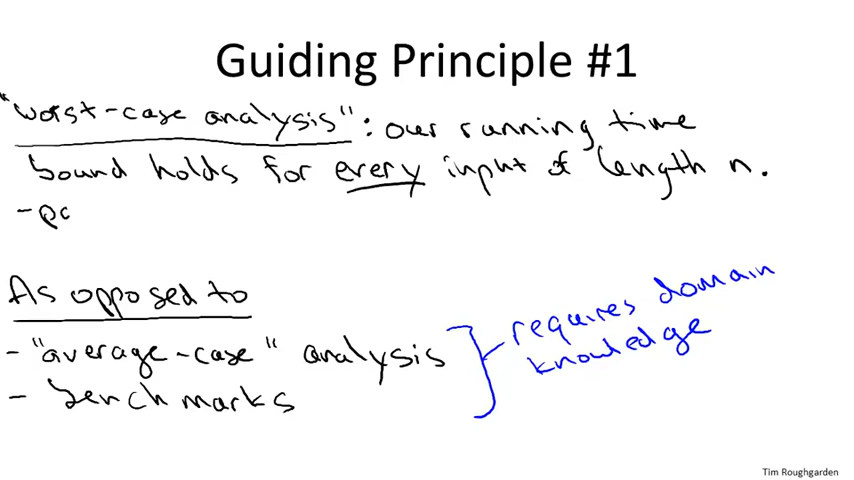 Guiding Principle #1
"worst-case analysis": our running time
bound holds for every input of length n.
- po
As opposed to
- "average-case" analysis
- benchmarks
requires domain
knowledge
Tim Roughgarden